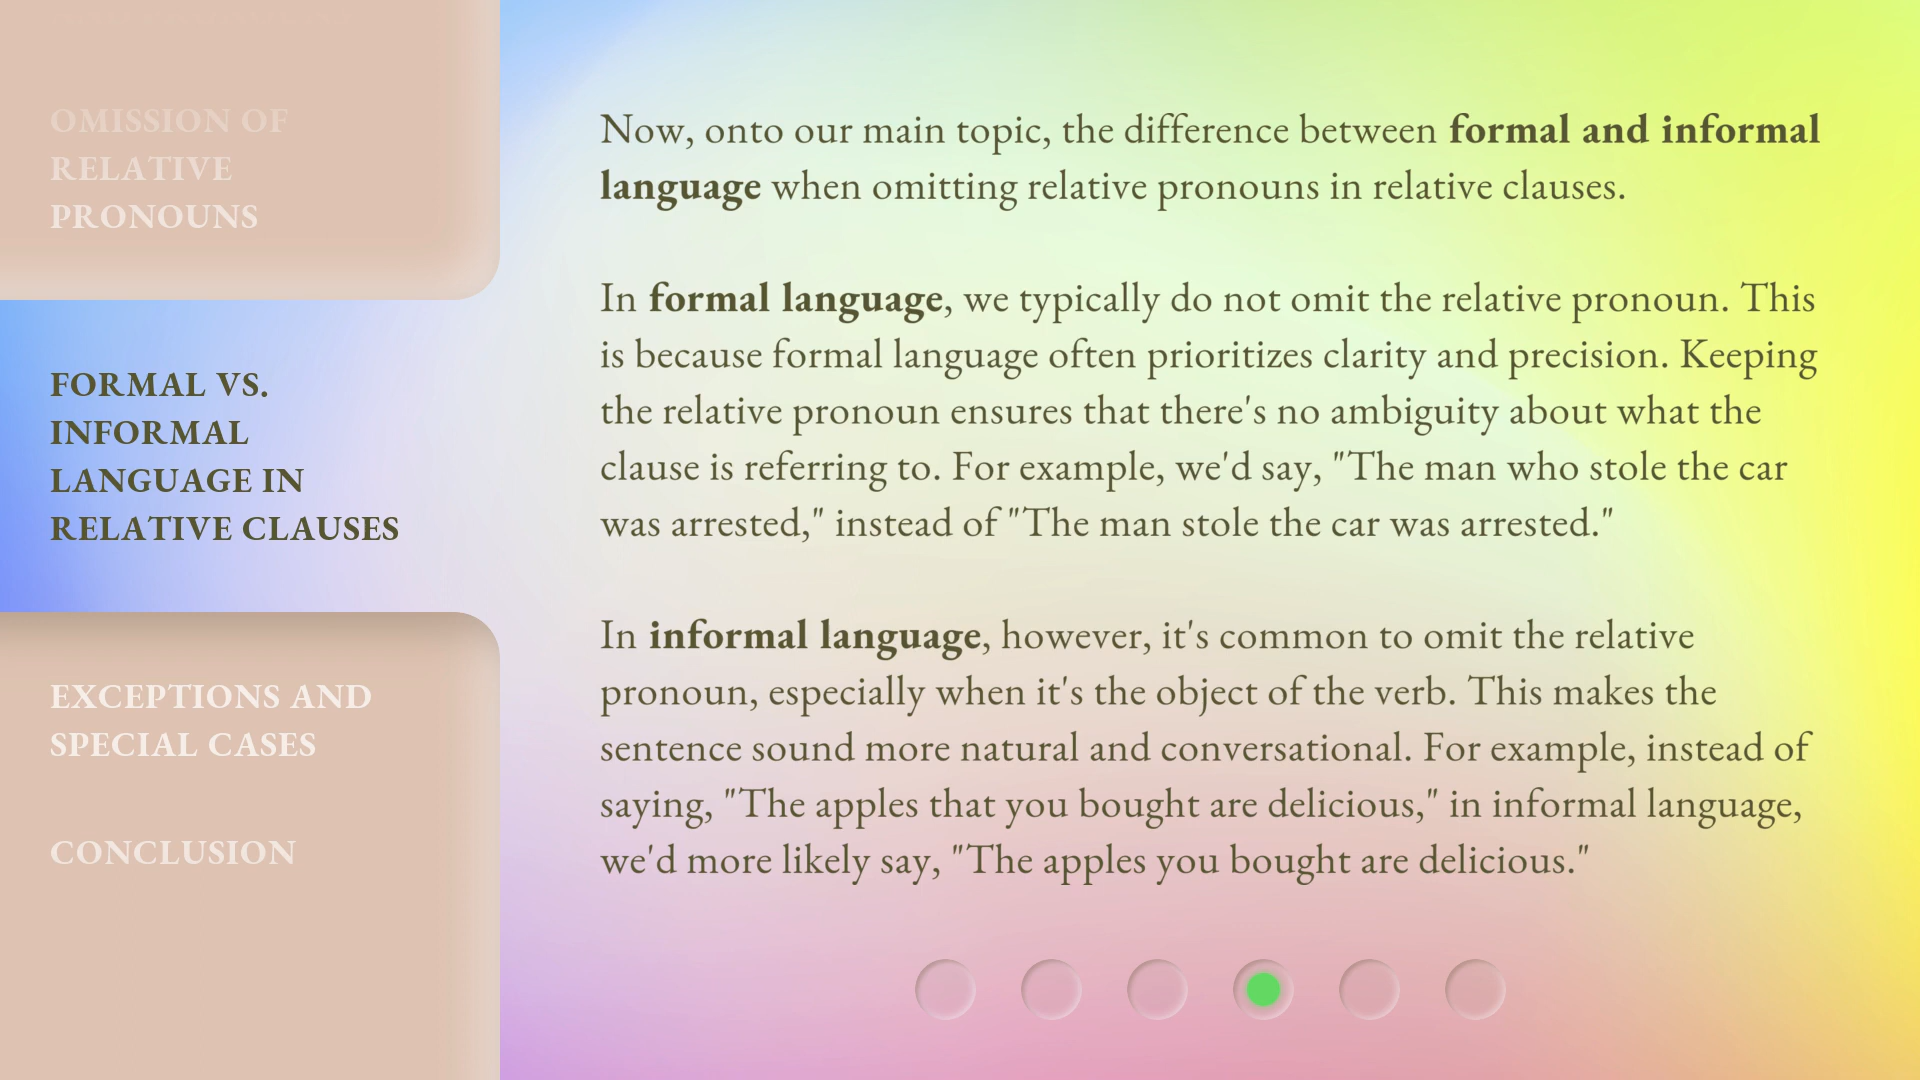 OMISSION OF
RELATIVE
PRONOUNS
FORMAL VS.
INFORMAL
LANGUAGE IN
RELATIVE CLAUSES
EXCEPTIONS AND
SPECIAL CASES
CONCLUSION
Now, onto our main topic, the difference between formal and informal
language when omitting relative pronouns in relative clauses.
In formal language, we typically do not omit the relative pronoun. This
is because formal language often prioritizes clarity and precision. Keeping
the relative pronoun ensures that there's no ambiguity about what the
clause is referring to. For example, we'd say, "The man who stole the car
was arrested," instead of "The man stole the car was arrested."
In informal language, however, it's common to omit the relative
pronoun, especially when it's the object of the verb. This makes the
sentence sound more natural and conversational. For example, instead of
saying, "The apples that you bought are delicious," in informal language,
we'd more likely say, "The apples you bought are delicious."